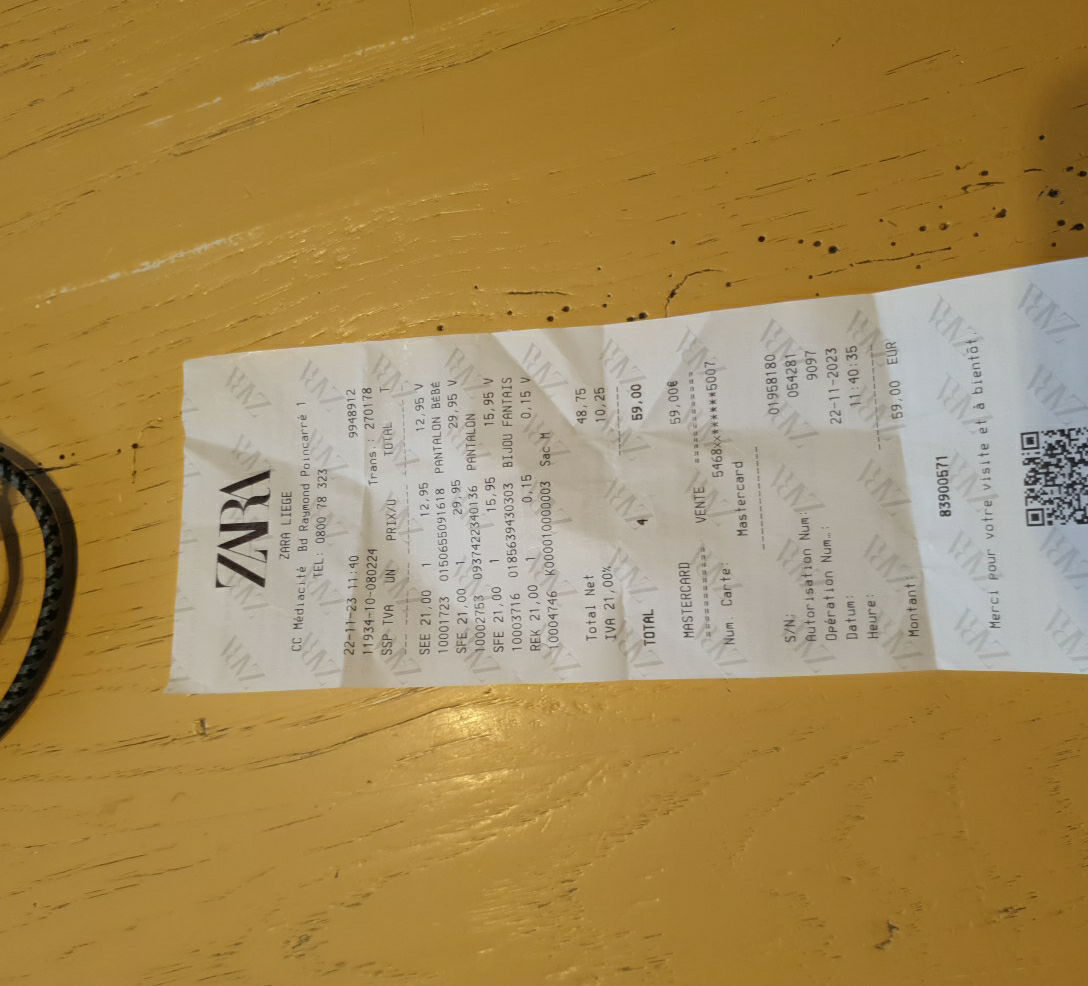 ZARA
ZARA LIEGE
CC Médiacité Bd Raymond Poincarré 1
TEL: 0800 78 323
22-11-23 11:40 9948912
11934-10-080224 Trans.: 270178
SSP TVA UN PRIX/U TOTAL T
SEE 21,00 1 12,95 12,95 V
10001723 0150655091618 PANTALON BÉBÉ
SFE 21,00 1 29,95 29,95 V
10002753 0937422340136 PANTALON
SFE 21,00 1 15,95 15,95 V
10003716 0185639430303 BIJOU FANTAIS
REK 21,00 1 0,15 0,15 V
10004746 K0000100000003 Sac M
Total Net 48,75
IVA 21,00% 10,25
TOTAL 4 59,00
MASTERCARD 59,00€
=========== VENTE ===========
Num. Carte: 5468********5007
Mastercard
S/N: 01958180
Autorisation Num: 054281
Opération Num.: 9097
Datum: 22-11-2023
Heure: 11:40:35
Montant 59,00 EUR
83900571
Merci pour votre visite et à bientôt.